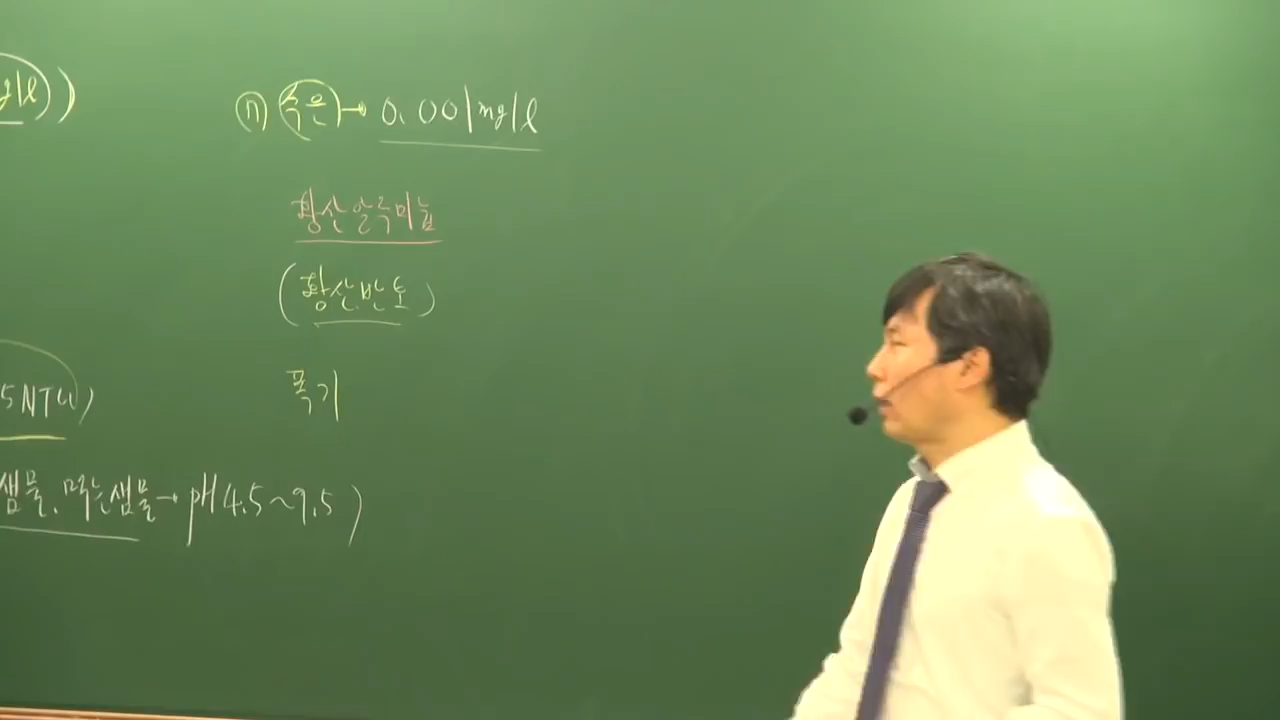 g/l))
⑪ 수은 → 0.001mg/l
황산알루미늄
(황산반토)
5NTU)
폭기
샘물, 먹는샘물→ pH 4.5~9.5)